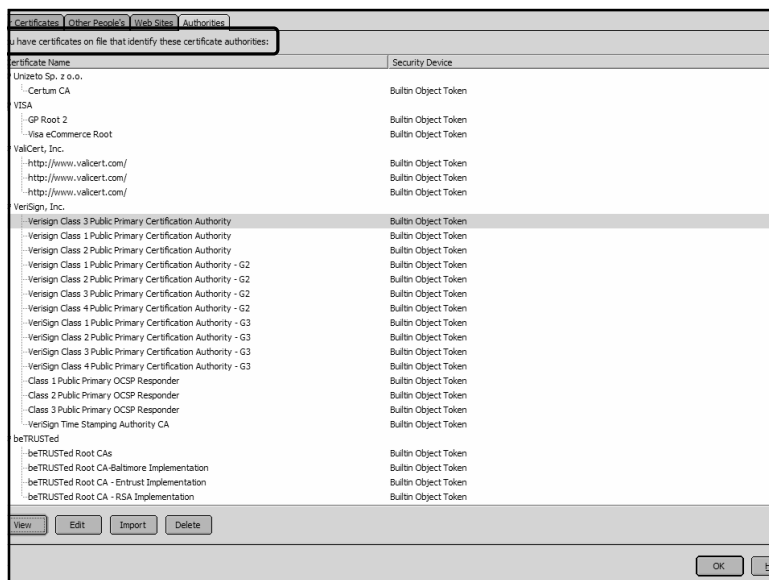 Certificates Other People's Web Sites Authorities
u have certificates on file that identify these certificate authorities:
Certificate Name Security Device
Unizeto Sp. z o.o.
Certum CA Builtin Object Token
VISA
GP Root 2 Builtin Object Token
Visa eCommerce Root Builtin Object Token
ValiCert, Inc.
http://www.valicert.com/ Builtin Object Token
http://www.valicert.com/ Builtin Object Token
http://www.valicert.com/ Builtin Object Token
VeriSign, Inc.
Verisign Class 3 Public Primary Certification Authority Builtin Object Token
Verisign Class 1 Public Primary Certification Authority Builtin Object Token
Verisign Class 2 Public Primary Certification Authority Builtin Object Token
Verisign Class 1 Public Primary Certification Authority - G2 Builtin Object Token
Verisign Class 2 Public Primary Certification Authority - G2 Builtin Object Token
Verisign Class 3 Public Primary Certification Authority - G2 Builtin Object Token
Verisign Class 4 Public Primary Certification Authority - G2 Builtin Object Token
VeriSign Class 1 Public Primary Certification Authority - G3 Builtin Object Token
VeriSign Class 2 Public Primary Certification Authority - G3 Builtin Object Token
VeriSign Class 3 Public Primary Certification Authority - G3 Builtin Object Token
VeriSign Class 4 Public Primary Certification Authority - G3 Builtin Object Token
Class 1 Public Primary OCSP Responder Builtin Object Token
Class 2 Public Primary OCSP Responder Builtin Object Token
Class 3 Public Primary OCSP Responder Builtin Object Token
VeriSign Time Stamping Authority CA Builtin Object Token
beTRUSTed
beTRUSTed Root CAs Builtin Object Token
beTRUSTed Root CA-Baltimore Implementation Builtin Object Token
beTRUSTed Root CA - Entrust Implementation Builtin Object Token
beTRUSTed Root CA - RSA Implementation Builtin Object Token
View Edit Import Delete
OK